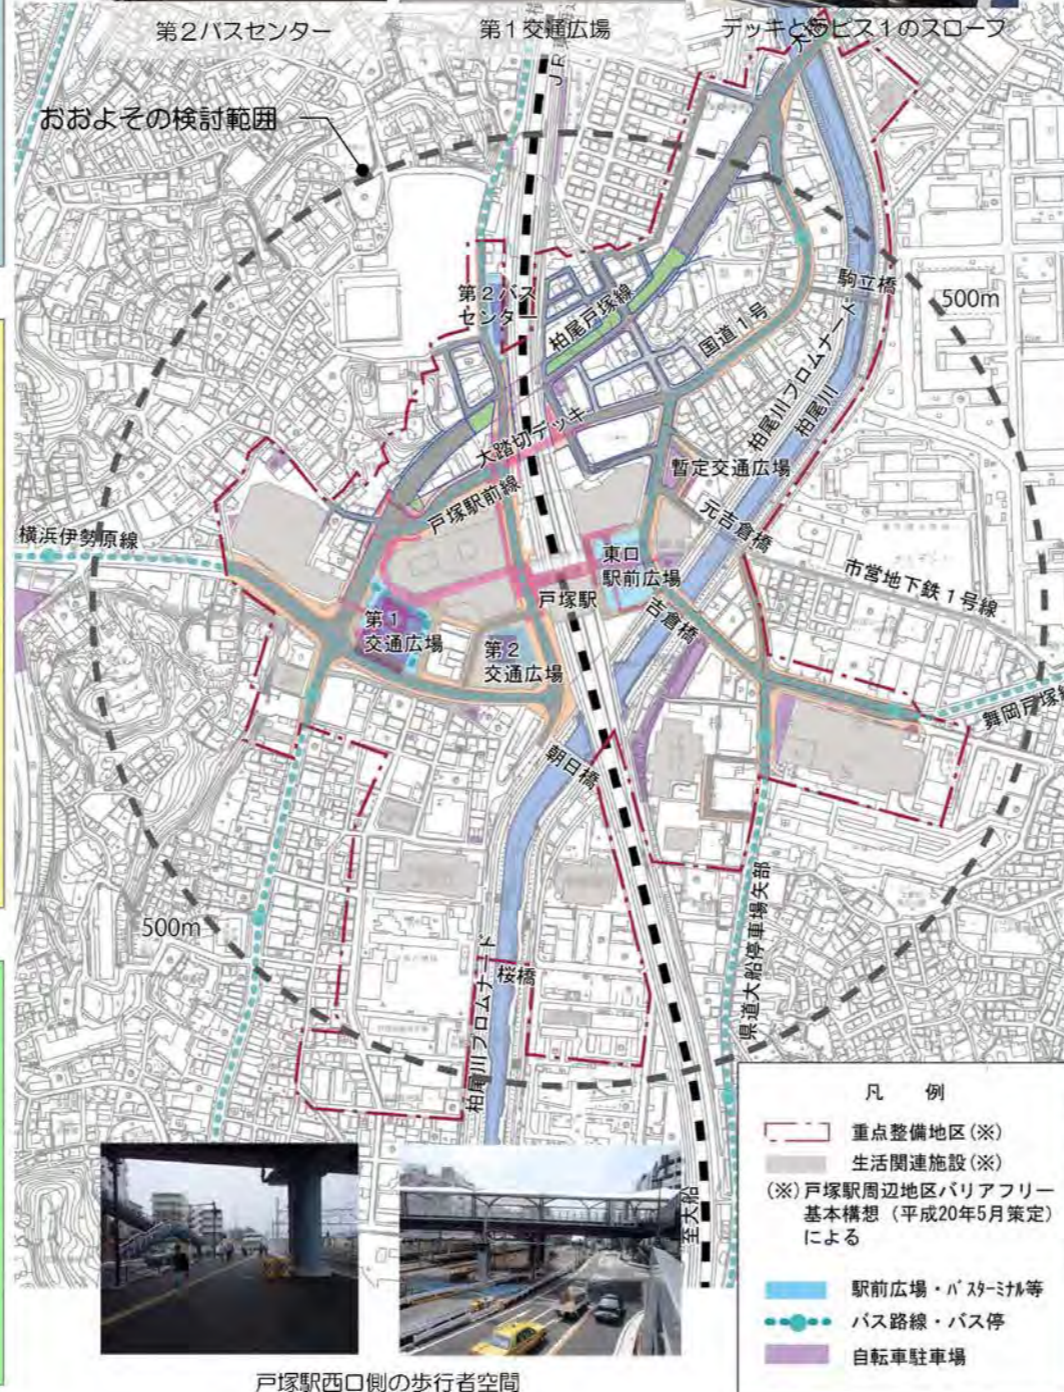 第2バスセンター
第1交通広場
デッキとラピス1のスロープ
おおよその検討範囲
第2バス
センター
柏尾戸塚線
国道1号
駒立橋
500m
柏尾川プロムナード
柏尾川
大踏切デッキ
戸塚駅前線
暫定交通広場
元吉倉橋
横浜伊勢原線
東口
駅前広場
市営地下鉄1号線
戸塚駅
吉倉橋
第1
交通広場
第2
交通広場
舞岡戸塚
朝日橋
500m
桜橋
柏尾川プロムナード
県道大船停車場矢部
至大船
凡 例
重点整備地区(※)
生活関連施設(※)
(※)戸塚駅周辺地区バリアフリー
基本構想(平成20年5月策定)
による
駅前広場・バスターミナル等
バス路線・バス停
自転車駐車場
戸塚駅西口側の歩行者空間